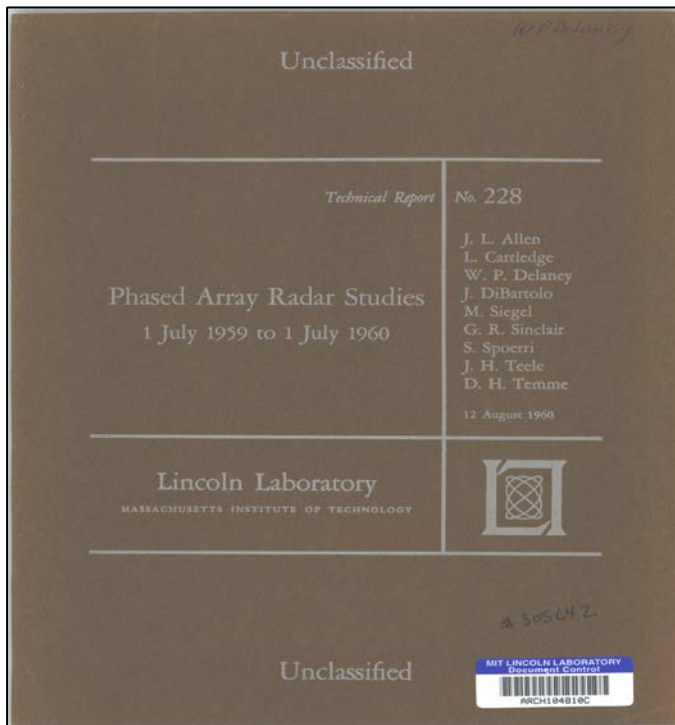 W P Delaney
Unclassified
Technical Report No. 228
J. L. Allen
L. Cartledge
W. P. Delaney
J. DiBartolo
M. Siegel
G. R. Sinclair
S. Spoerri
J. H. Teele
D. H. Temme
12 August 1960
Phased Array Radar Studies
1 July 1959 to 1 July 1960
Lincoln Laboratory
MASSACHUSETTS INSTITUTE OF TECHNOLOGY
# 305642
Unclassified
MIT LINCOLN LABORATORY
Document Control
ARCH104810C